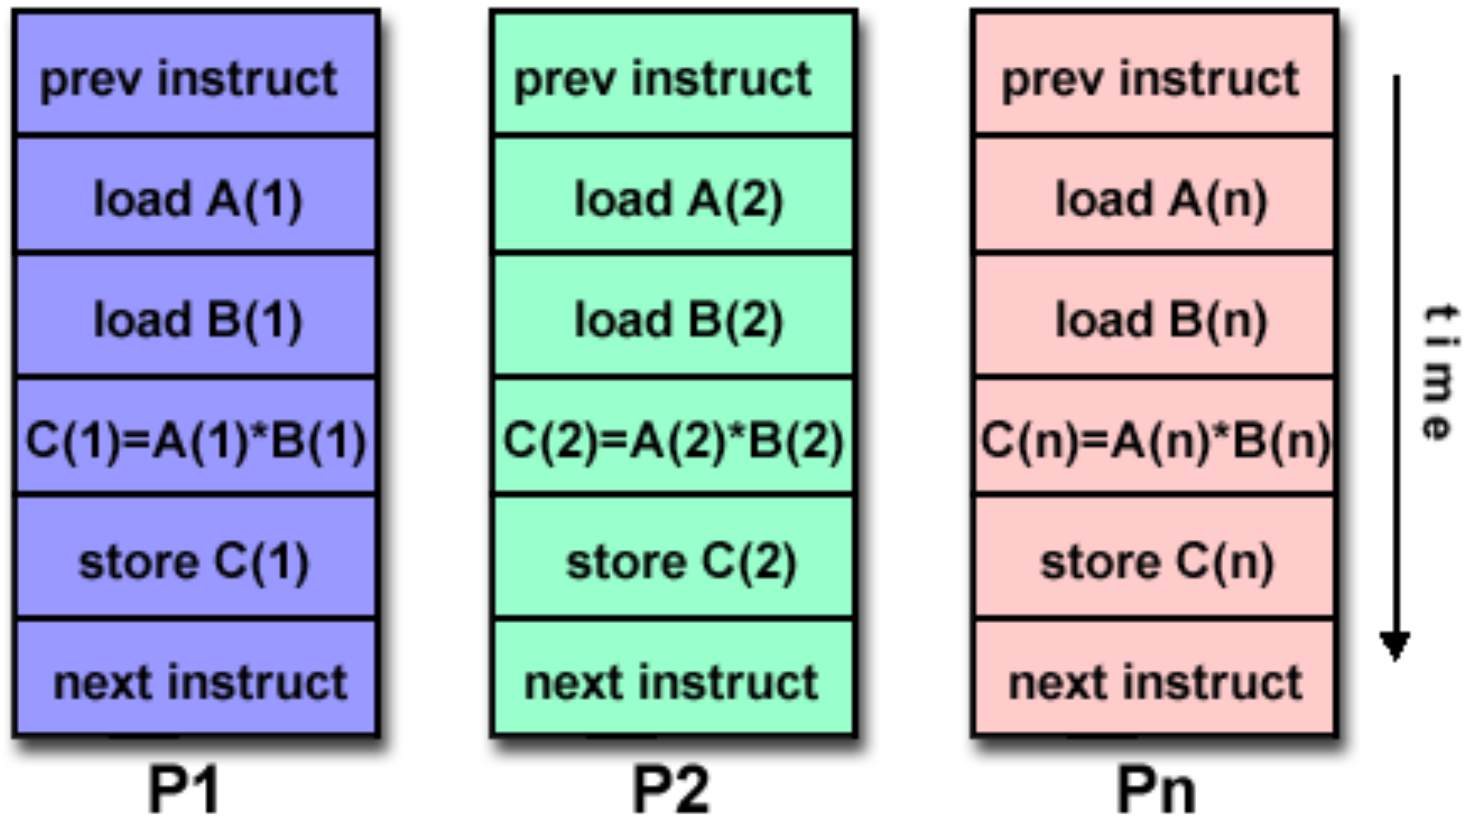 prev instruct
load A(1)
load B(1)
C(1)=A(1)*B(1)
store C(1)
next instruct
P1
prev instruct
load A(2)
load B(2)
C(2)=A(2)*B(2)
store C(2)
next instruct
P2
prev instruct
load A(n)
load B(n)
C(n)=A(n)*B(n)
store C(n)
next instruct
Pn
time